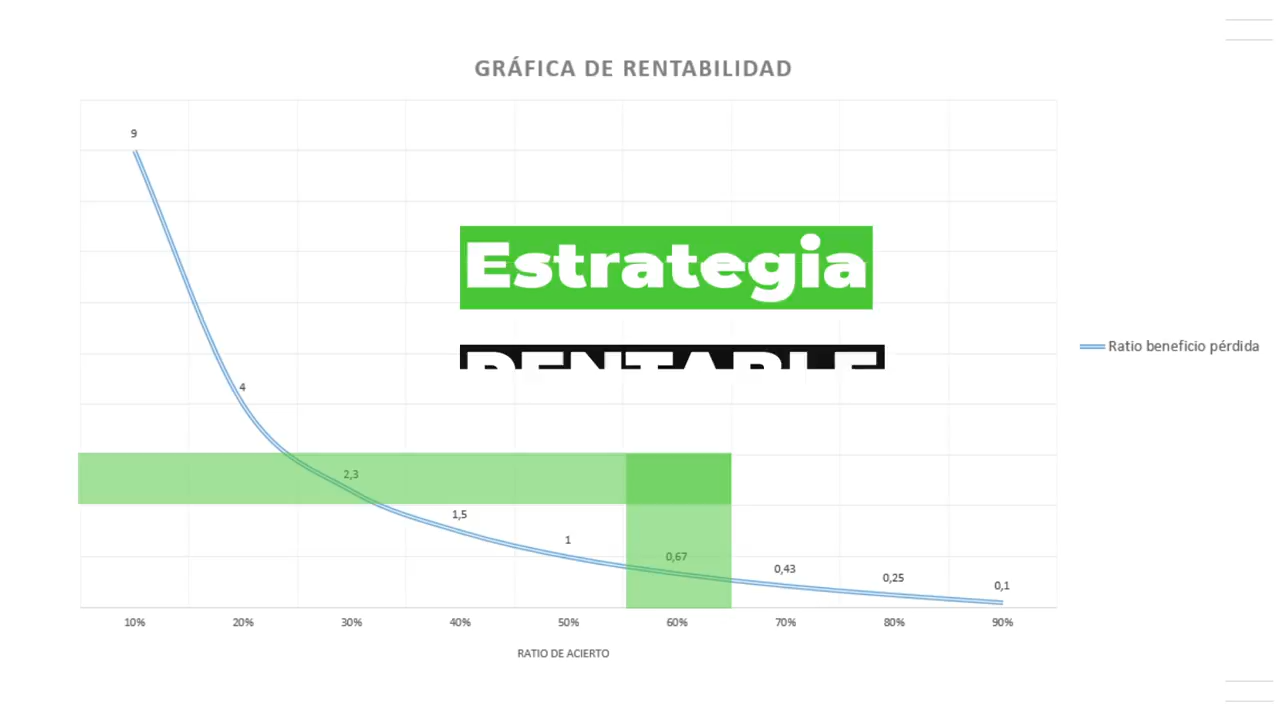 GRÁFICA DE RENTABILIDAD
9
Estrategia
RENTABLE
Ratio beneficio pérdida
4
2,3
1,5
1
0,67
0,43
0,25
0,1
10% 20% 30% 40% 50% 60% 70% 80% 90%
RATIO DE ACIERTO